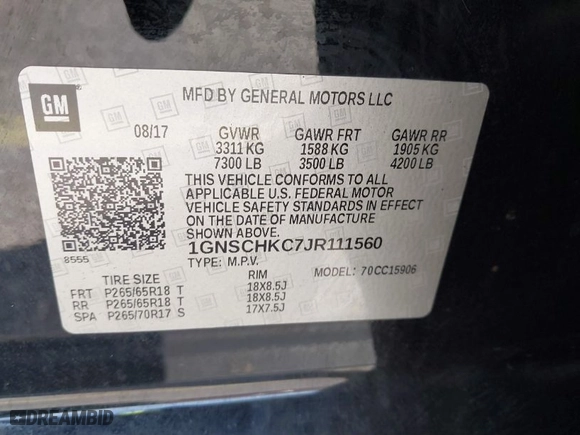 GM
MFD BY GENERAL MOTORS LLC
08/17 GVWR GAWR FRT GAWR RR
3311 KG 1588 KG 1905 KG
7300 LB 3500 LB 4200 LB
THIS VEHICLE CONFORMS TO ALL
APPLICABLE U.S. FEDERAL MOTOR
VEHICLE SAFETY STANDARDS IN EFFECT
ON THE DATE OF MANUFACTURE
SHOWN ABOVE.
1GNSCHKC7JR111560
8555
TYPE: M.P.V. MODEL: 70CC15906
TIRE SIZE RIM
FRT P265/65R18 T 18X8.5J
RR P265/65R18 T 18X8.5J
SPA P265/70R17 S 17X7.5J
DREAMBID